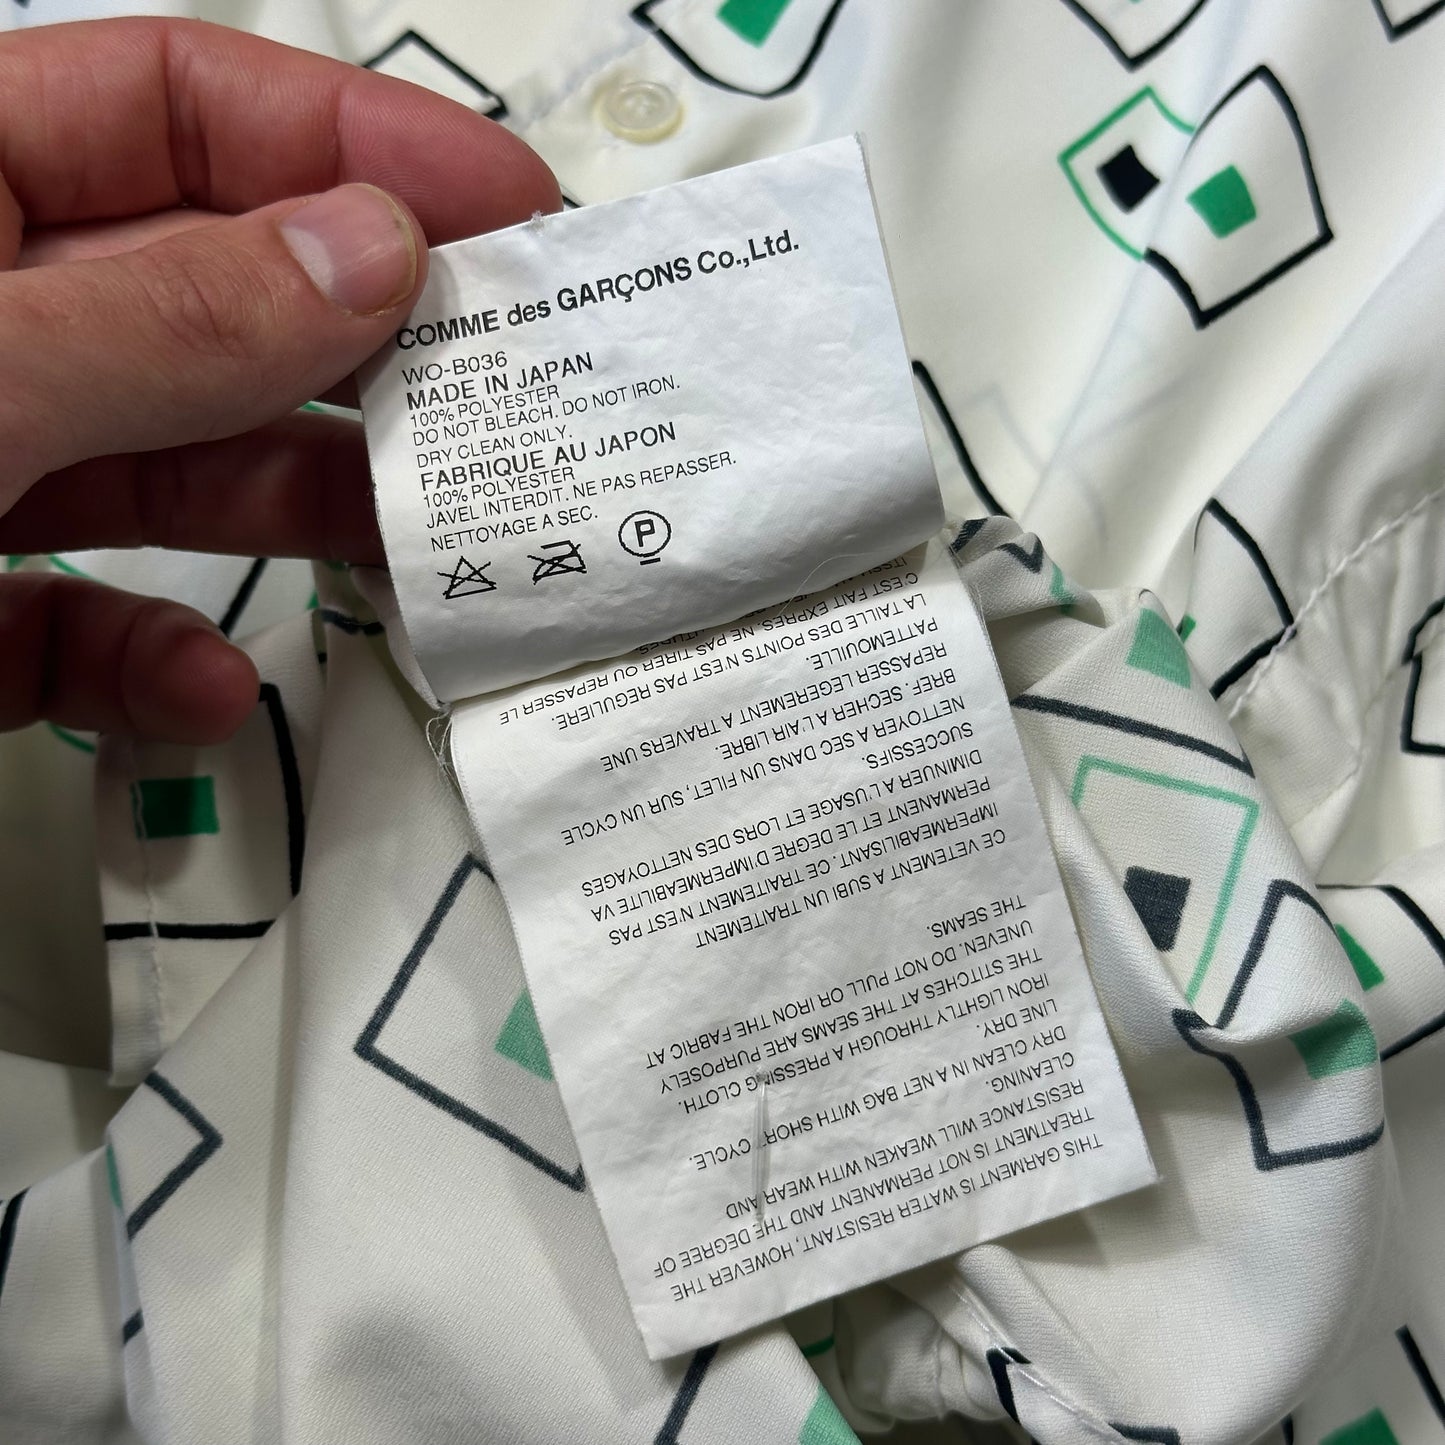 COMME des GARÇONS Co.,Ltd.
WO-B036
MADE IN JAPAN
100% POLYESTER
DO NOT BLEACH. DO NOT IRON.
DRY CLEAN ONLY.
FABRIQUE AU JAPON
100% POLYESTER
JAVEL INTERDIT. NE PAS REPASSER.
NETTOYAGE A SEC.
P
THIS GARMENT IS WATER RESISTANT, HOWEVER THE
TREATMENT IS NOT PERMANENT AND THE DEGREE OF
RESISTANCE WILL WEAKEN WITH WEAR AND
CLEANING.
DRY CLEAN IN A NET BAG WITH SHORT CYCLE.
LINE DRY.
IRON LIGHTLY THROUGH A PRESSING CLOTH.
THE STITCHES AT THE SEAMS ARE PURPOSELY
UNEVEN. DO NOT PULL OR IRON THE FABRIC AT
THE SEAMS.
CE VETEMENT A SUBI UN TRAITEMENT
IMPERMEABILISANT. CE TRAITEMENT N'EST PAS
PERMANENT ET LE DEGRE D'IMPERMEABILITE VA
DIMINUER A L'USAGE ET LORS DES NETTOYAGES
SUCCESSIFS.
NETTOYER A SEC DANS UN FILET, SUR UN CYCLE
BREF. SECHER A L'AIR LIBRE.
REPASSER LEGEREMENT A TRAVERS UNE
PATTEMOUILLE.
LA TAILLE DES POINTS N'EST PAS REGULIERE.
C'EST FAIT EXPRES. NE PAS TIRER OU REPASSER LE